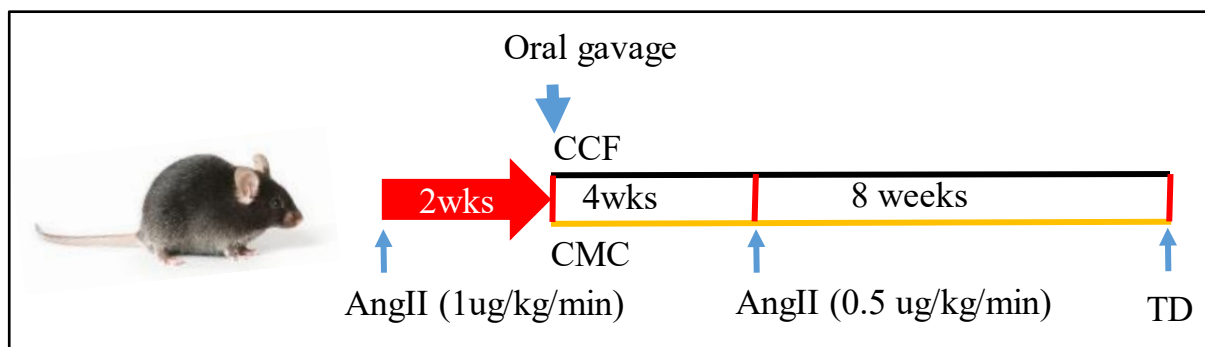 Oral gavage
CCF
2wks
4wks
8 weeks
CMC
AngII (1ug/kg/min)
AngII (0.5 ug/kg/min)
TD